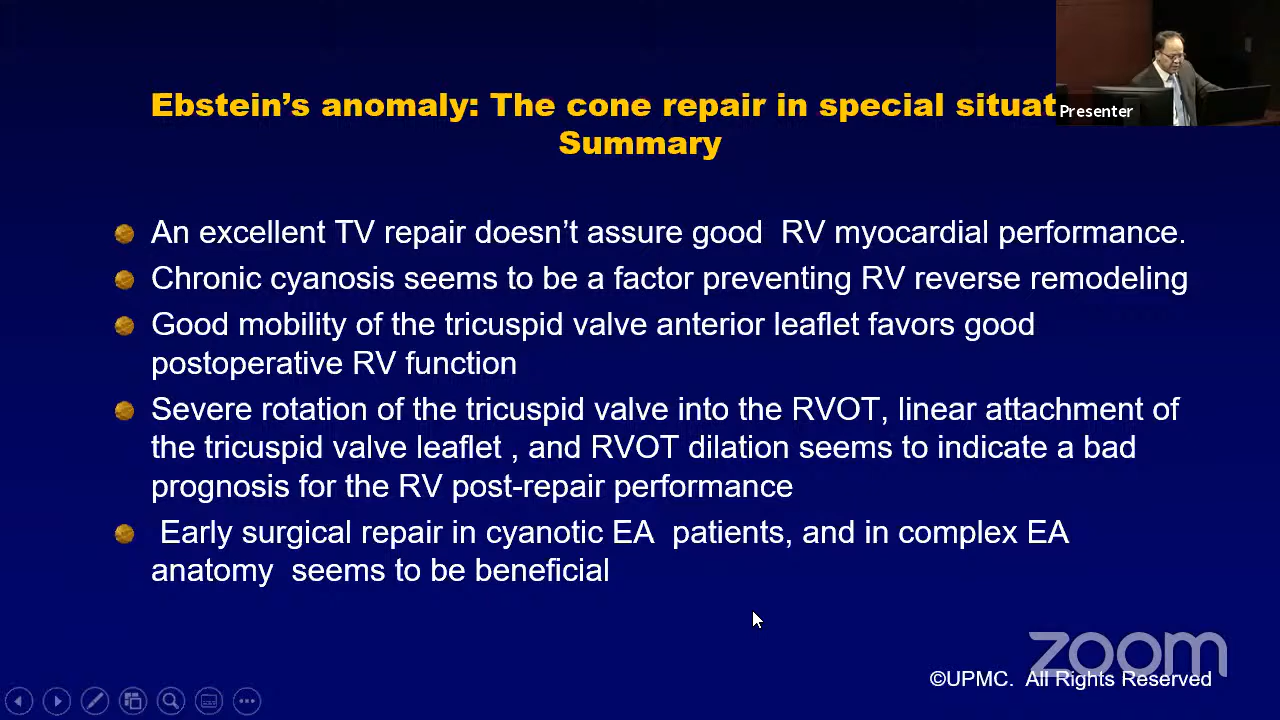 Ebstein’s anomaly: The cone repair in special situat
Presenter
Summary
An excellent TV repair doesn’t assure good  RV myocardial performance.
Chronic cyanosis seems to be a factor preventing RV reverse remodeling
Good mobility of the tricuspid valve anterior leaflet favors good
postoperative RV function
Severe rotation of the tricuspid valve into the RVOT, linear attachment of
the tricuspid valve leaflet , and RVOT dilation seems to indicate a bad
prognosis for the RV post-repair performance
Early surgical repair in cyanotic EA  patients, and in complex EA
anatomy  seems to be beneficial
zoom
©UPMC.  All Rights Reserved